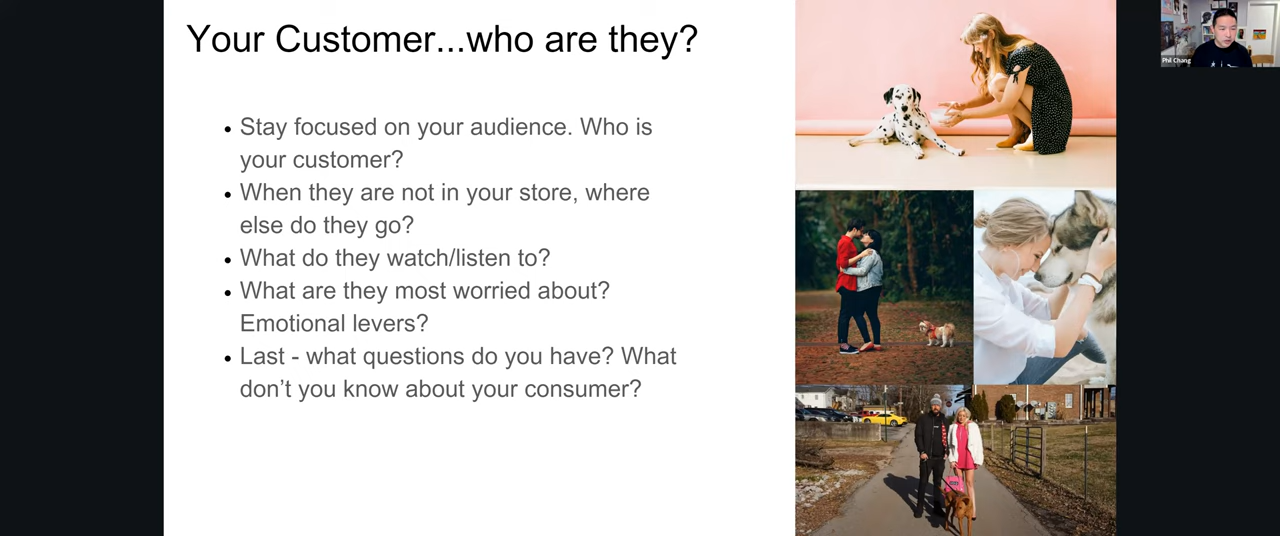 Your Customer...who are they?
Stay focused on your audience. Who is
your customer?
When they are not in your store, where
else do they go?
What do they watch/listen to?
What are they most worried about?
Emotional levers?
Last - what questions do you have? What
don’t you know about your consumer?
Phil Chang